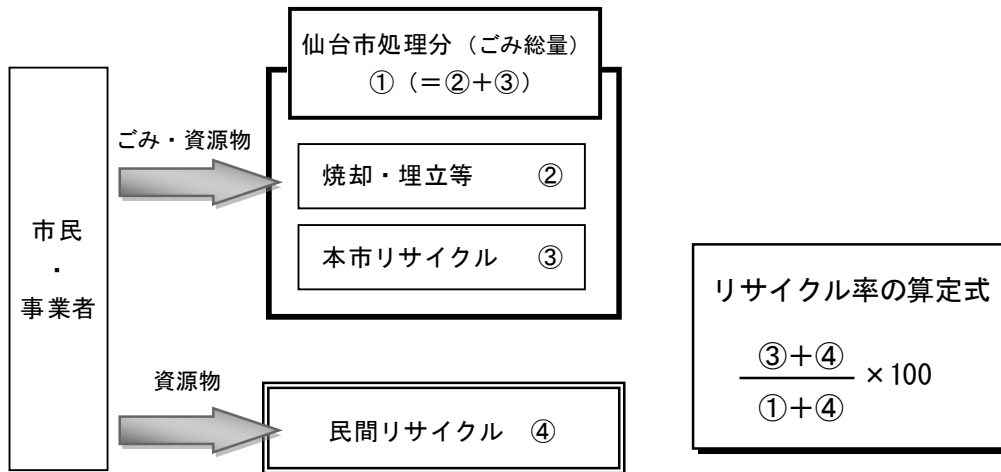 仙台市処理分（ごみ総量）
①（＝②＋③）
ごみ・資源物
焼却・埋立等 ②
本市リサイクル ③
市民
・
事業者
資源物
民間リサイクル ④
リサイクル率の算定式
③＋④
①＋④
×100